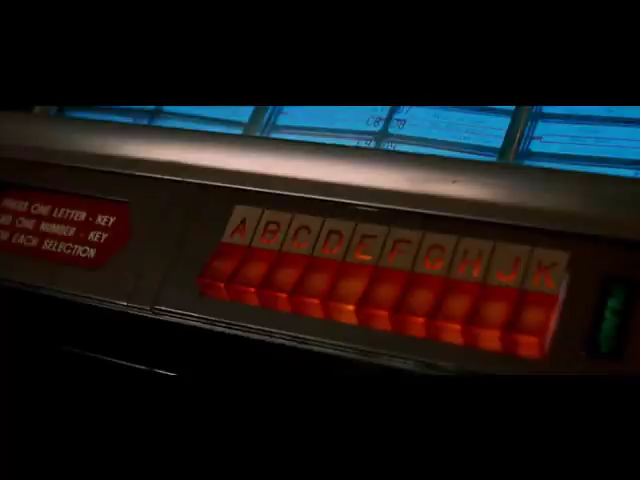 PRESS ONE LETTER - KEY
AND ONE NUMBER - KEY
FOR EACH SELECTION
A B C D E F G H J K